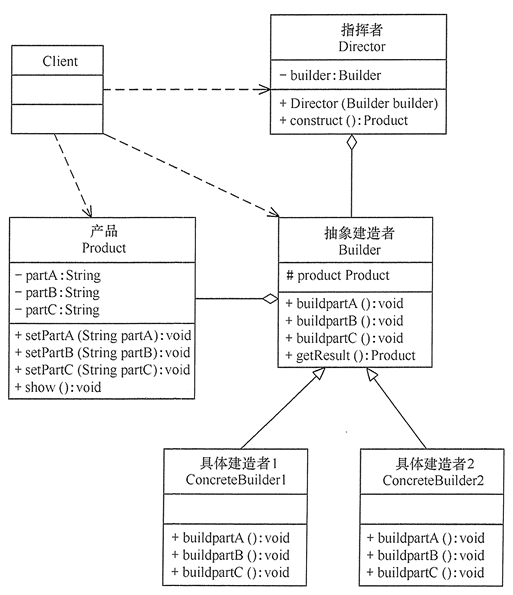 指挥者
Director
- builder:Builder
+ Director(Builder builder)
+ construct():Product
Client
产品
Product
- partA:String
- partB:String
- partC:String
+ setPartA(String partA):void
+ setPartB(String partB):void
+ setPartC(String partC):void
+ show():void
抽象建造者
Builder
# product Product
+ buildpartA():void
+ buildpartB():void
+ buildpartC():void
+ getResult():Product
具体建造者1
ConcreteBuilder1
+ buildpartA():void
+ buildpartB():void
+ buildpartC():void
具体建造者2
ConcreteBuilder2
+ buildpartA():void
+ buildpartB():void
+ buildpartC():void